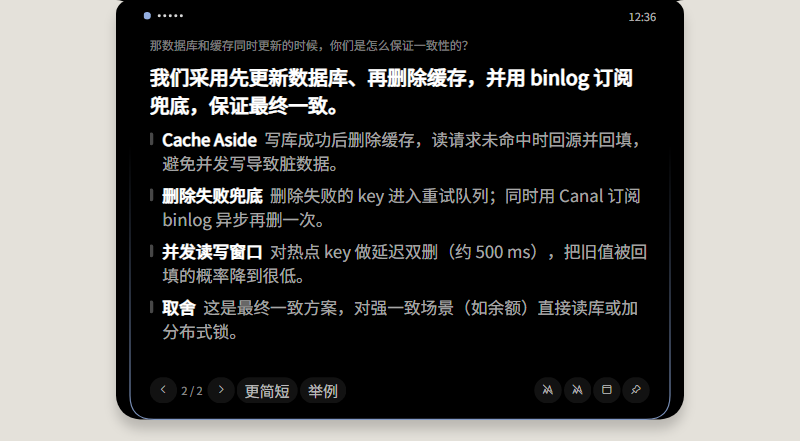 12:36
那数据库和缓存同时更新的时候，你们是怎么保证一致性的？
我们采用先更新数据库、再删除缓存，并用 binlog 订阅
兜底，保证最终一致。
Cache Aside 写库成功后删除缓存，读请求未命中时回源并回填，
避免并发写导致脏数据。
删除失败兜底 删除失败的 key 进入重试队列；同时用 Canal 订阅
binlog 异步再删一次。
并发读写窗口 对热点 key 做延迟双删（约 500 ms），把旧值被回
填的概率降到很低。
取舍 这是最终一致方案，对强一致场景（如余额）直接读库或加
分布式锁。
2 / 2 更简短 举例